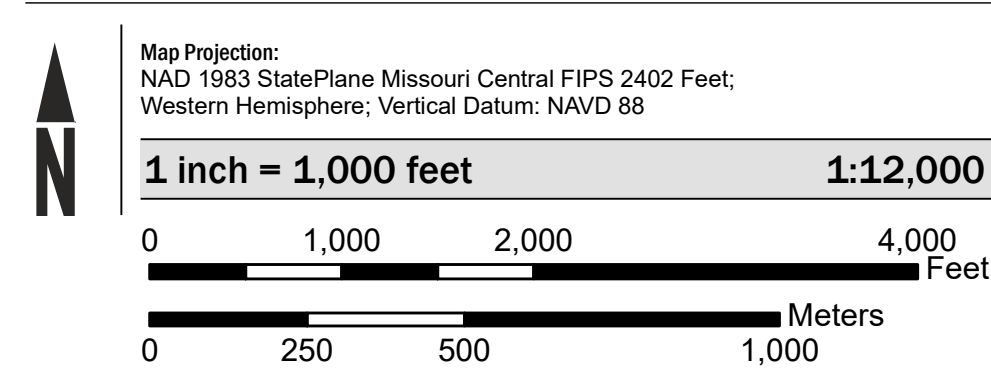 Map Projection:
NAD 1983 StatePlane Missouri Central FIPS 2402 Feet;
Western Hemisphere; Vertical Datum: NAVD 88
N
1 inch = 1,000 feet 1:12,000
0 1,000 2,000 4,000
Feet
Meters
0 250 500 1,000